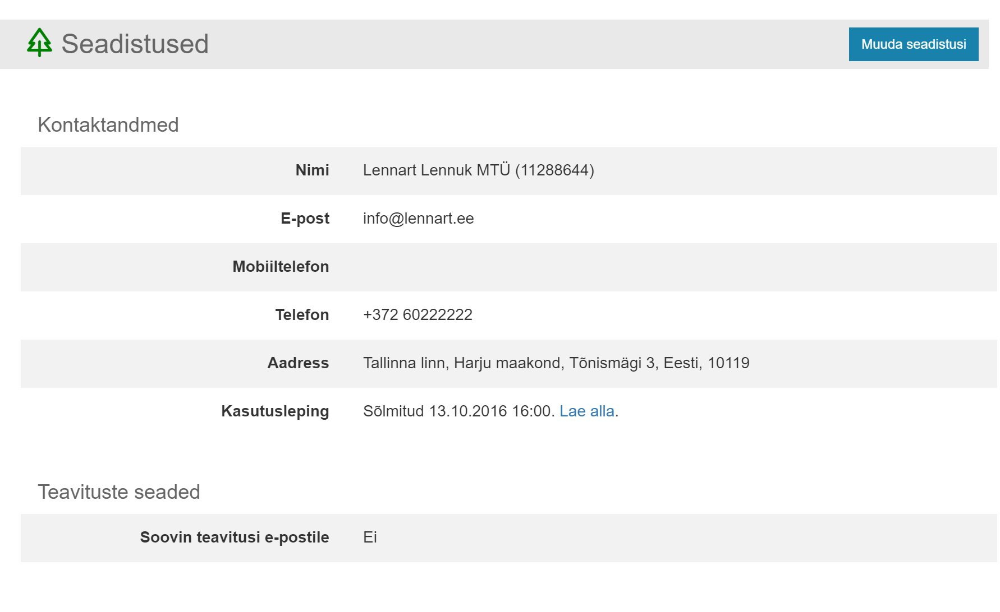 Seadistused
Muuda seadistusi
Kontaktandmed
Nimi Lennart Lennuk MTÜ (11288644)
E-post info@lennart.ee
Mobiiltelefon
Telefon +372 60222222
Aadress Tallinna linn, Harju maakond, Tõnismägi 3, Eesti, 10119
Kasutusleping Sõlmitud 13.10.2016 16:00. Lae alla.
Teavituste seaded
Soovin teavitusi e-postile Ei